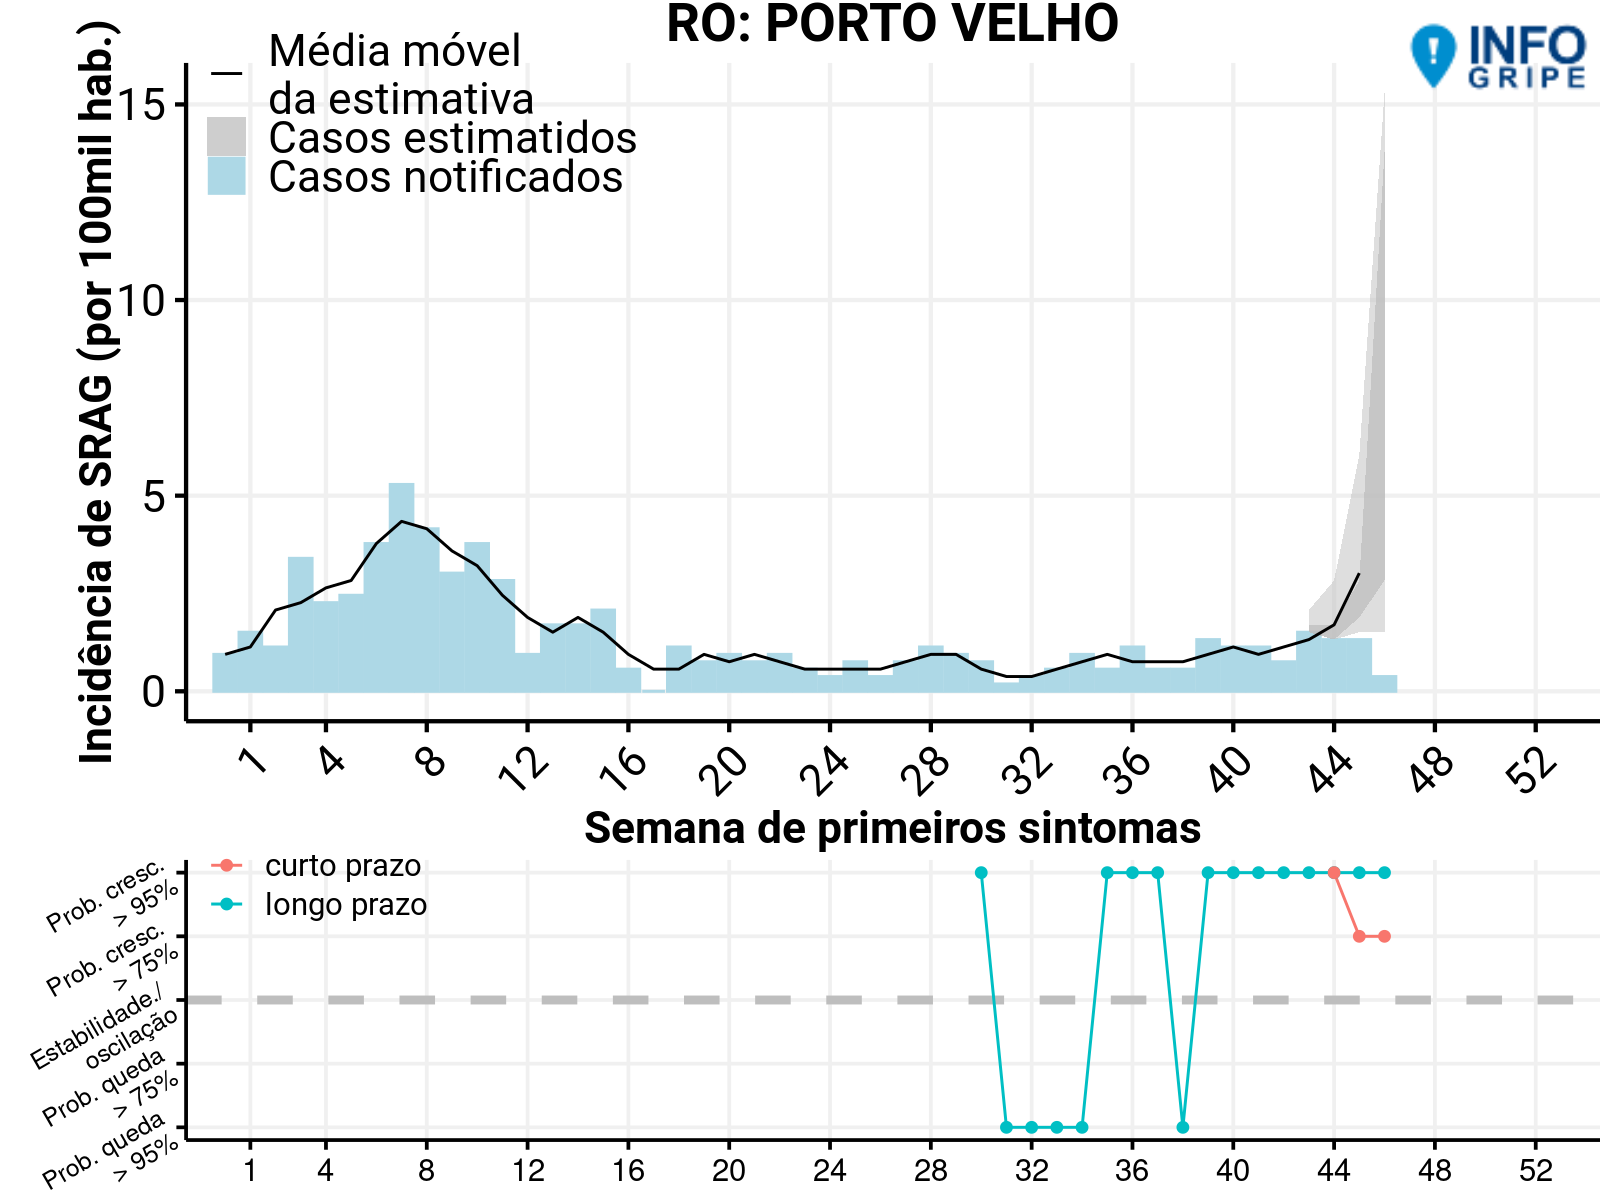 RO: PORTO VELHO
INFO
GRIPE
Média móvel
da estimativa
Casos estimatidos
Casos notificados
Incidência de SRAG (por 100mil hab.)
15
10
5
0
1 4 8 12 16 20 24 28 32 36 40 44 48 52
Semana de primeiros sintomas
curto prazo
longo prazo
Prob. cresc.
> 95%
Prob. cresc.
> 75%
Estabilidade./
oscilação
Prob. queda
> 75%
Prob. queda
> 95%
1 4 8 12 16 20 24 28 32 36 40 44 48 52